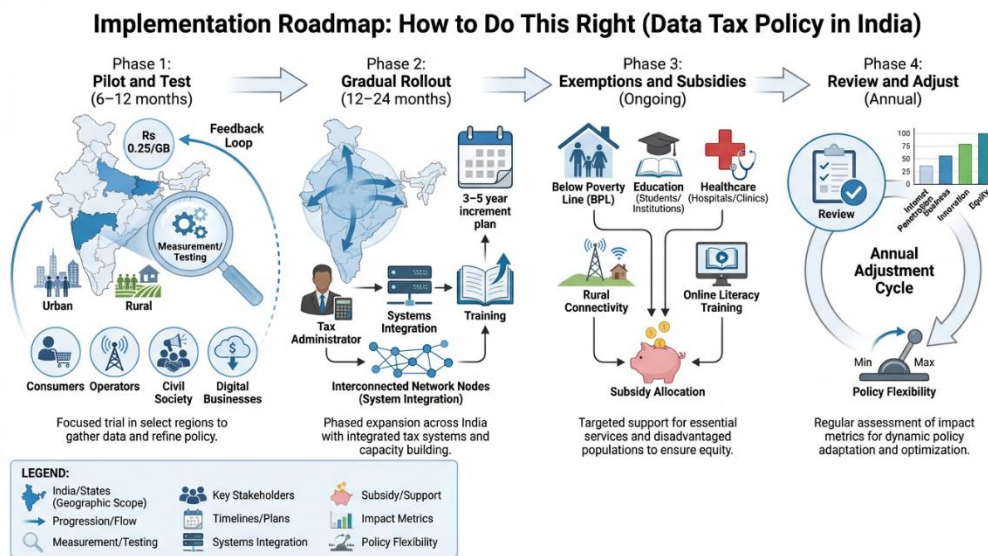 Implementation Roadmap: How to Do This Right (Data Tax Policy in India)
Phase 1:
Pilot and Test
(6–12 months)
Rs
0.25/GB
Feedback
Loop
Measurement/
Testing
Urban
Rural
Consumers
Operators
Civil
Society
Digital
Businesses
Focused trial in select regions to
gather data and refine policy.
Phase 2:
Gradual Rollout
(12–24 months)
3–5 year
increment
plan
Tax
Administrator
Systems
Integration
Training
Interconnected Network Nodes
(System Integration)
Phased expansion across India
with integrated tax systems and
capacity building.
Phase 3:
Exemptions and Subsidies
(Ongoing)
Below Poverty
Line (BPL)
Education
(Students/
Institutions)
Healthcare
(Hospitals/Clinics)
Rural
Connectivity
Online Literacy
Training
Subsidy Allocation
Targeted support for essential
services and disadvantaged
populations to ensure equity.
Phase 4:
Review and Adjust
(Annual)
Review
100
75
50
25
0
Internet
Penetration
Business
Innovation
Equity
Annual
Adjustment
Cycle
Min
Max
Policy Flexibility
Regular assessment of impact
metrics for dynamic policy
adaptation and optimization.
LEGEND:
India/States
(Geographic Scope)
Progression/Flow
Measurement/Testing
Key Stakeholders
Timelines/Plans
Systems Integration
Subsidy/Support
Impact Metrics
Policy Flexibility